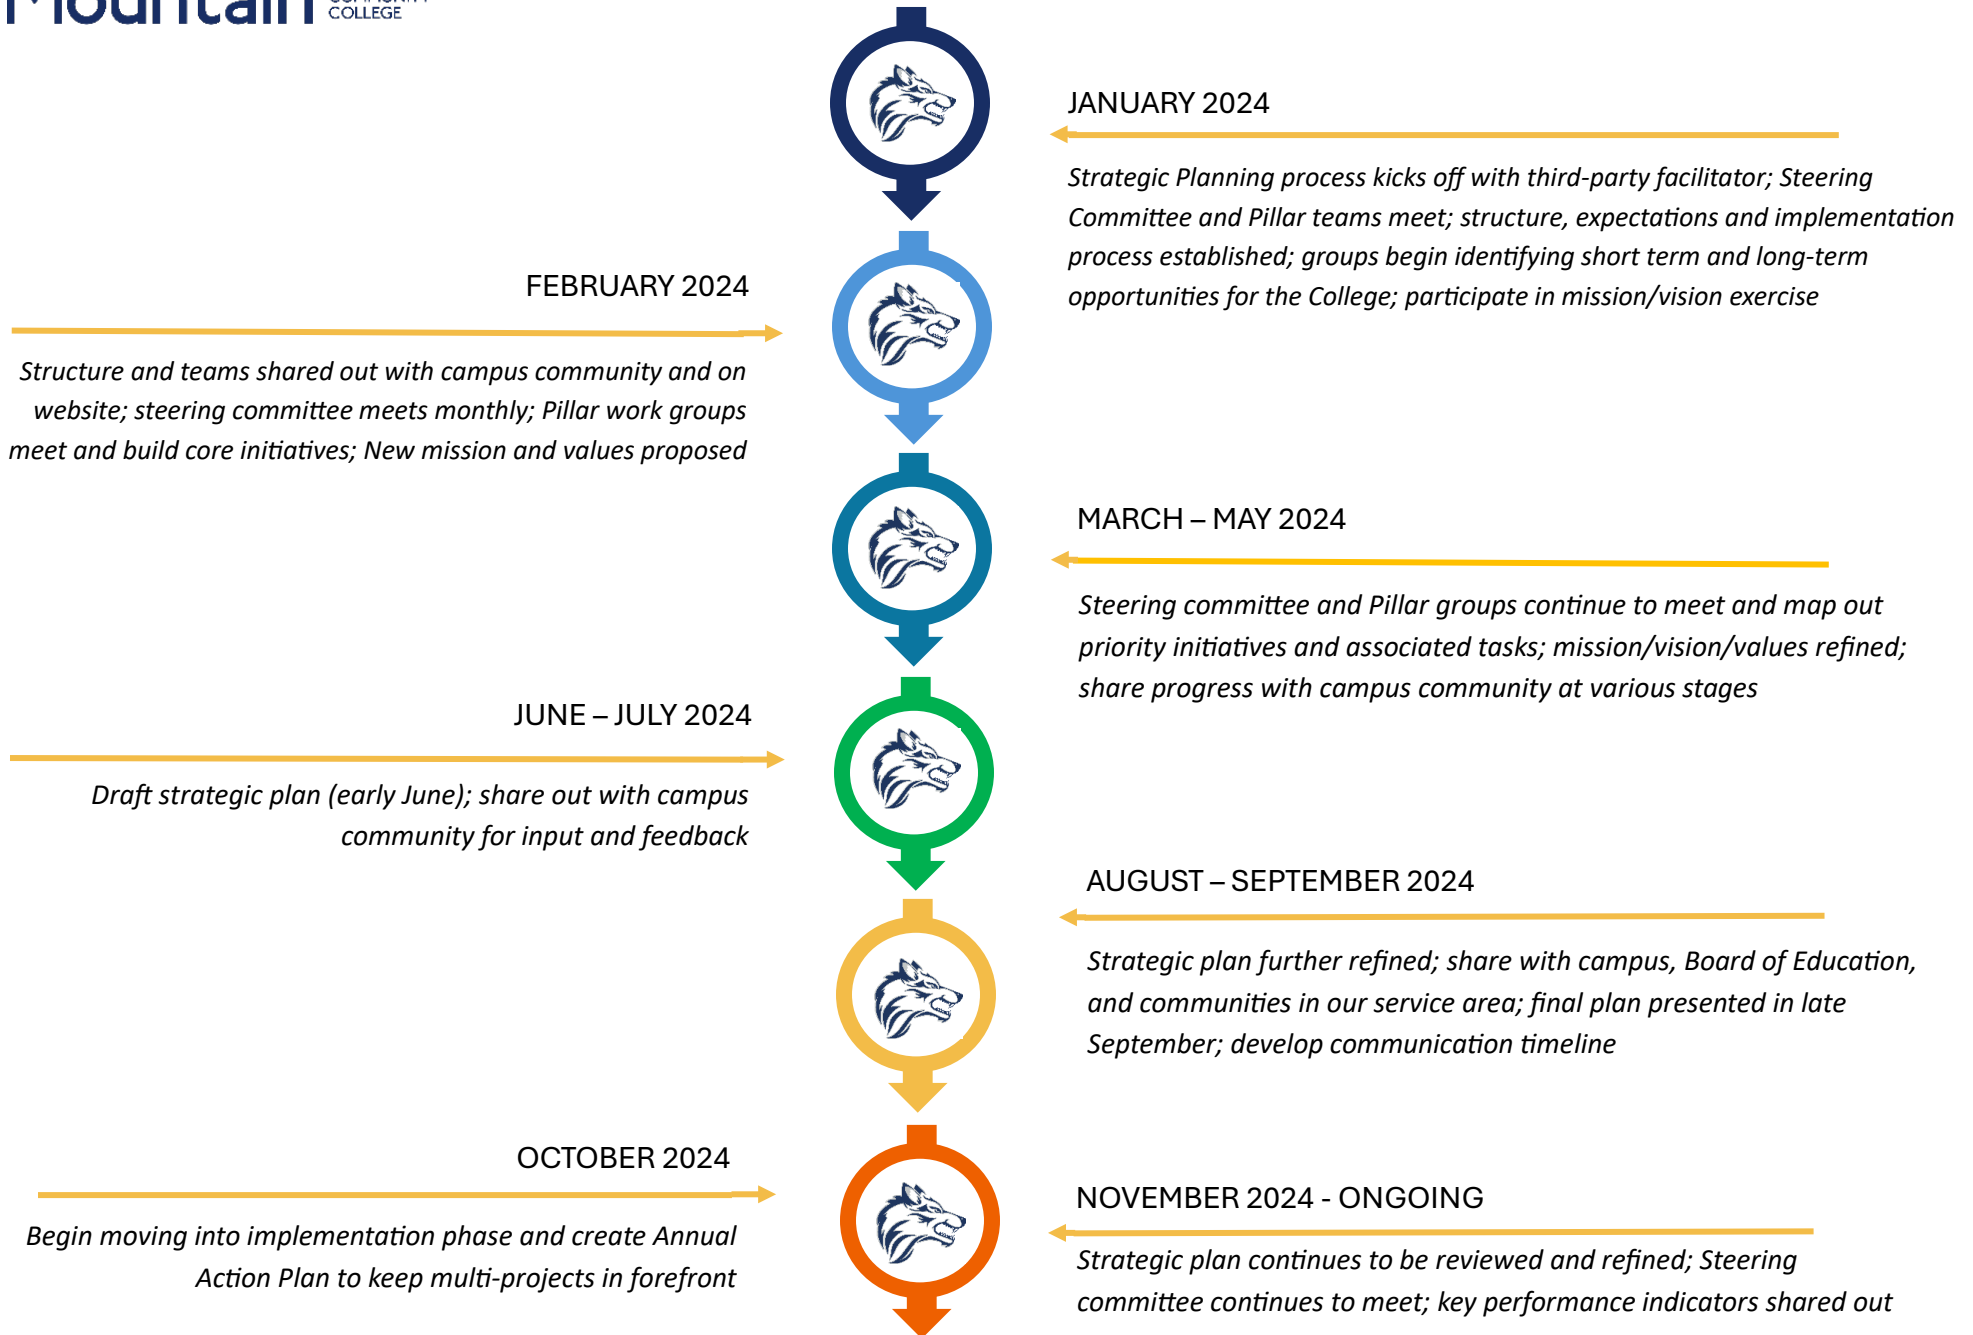 Mountain
COLLEGE
JANUARY 2024
Strategic Planning process kicks off with third-party facilitator; Steering
Committee and Pillar teams meet; structure, expectations and implementation
process established; groups begin identifying short term and long-term
opportunities for the College; participate in mission/vision exercise
FEBRUARY 2024
Structure and teams shared out with campus community and on
website; steering committee meets monthly; Pillar work groups
meet and build core initiatives; New mission and values proposed
MARCH – MAY 2024
Steering committee and Pillar groups continue to meet and map out
priority initiatives and associated tasks; mission/vision/values refined;
share progress with campus community at various stages
JUNE – JULY 2024
Draft strategic plan (early June); share out with campus
community for input and feedback
AUGUST – SEPTEMBER 2024
Strategic plan further refined; share with campus, Board of Education,
and communities in our service area; final plan presented in late
September; develop communication timeline
OCTOBER 2024
Begin moving into implementation phase and create Annual
Action Plan to keep multi-projects in forefront
NOVEMBER 2024 - ONGOING
Strategic plan continues to be reviewed and refined; Steering
committee continues to meet; key performance indicators shared out